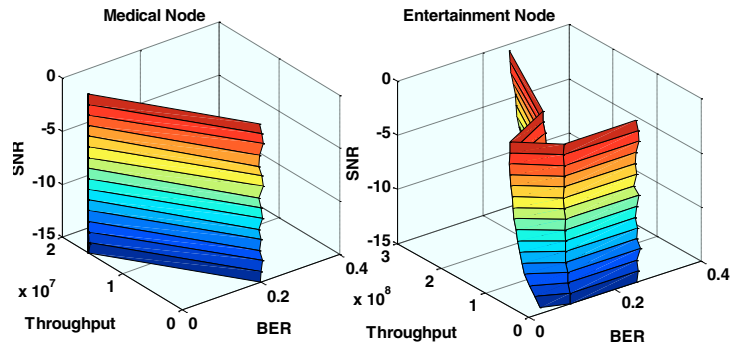 Medical Node
0
-5
-10
-15
SNR
2
1
0
x 10^7
Throughput
0
0.2
0.4
BER
Entertainment Node
0
-5
-10
-15
SNR
3
2
1
0
x 10^8
Throughput
0
0.2
0.4
BER